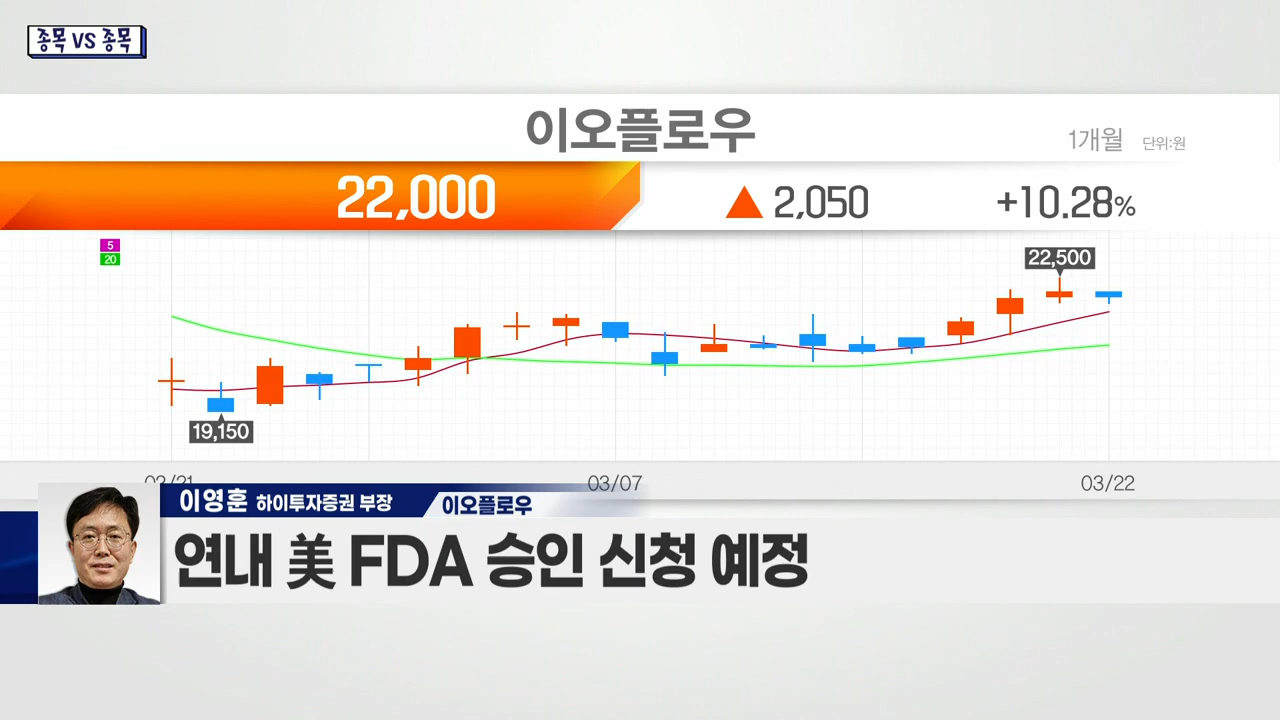 종목 VS 종목
이오플로우
1개월 단위:원
22,000 ▲ 2,050 +10.28%
5
20
22,500
19,150
02/21 03/07 03/22
이영훈 하이투자증권 부장 이오플로우
연내 美 FDA 승인 신청 예정